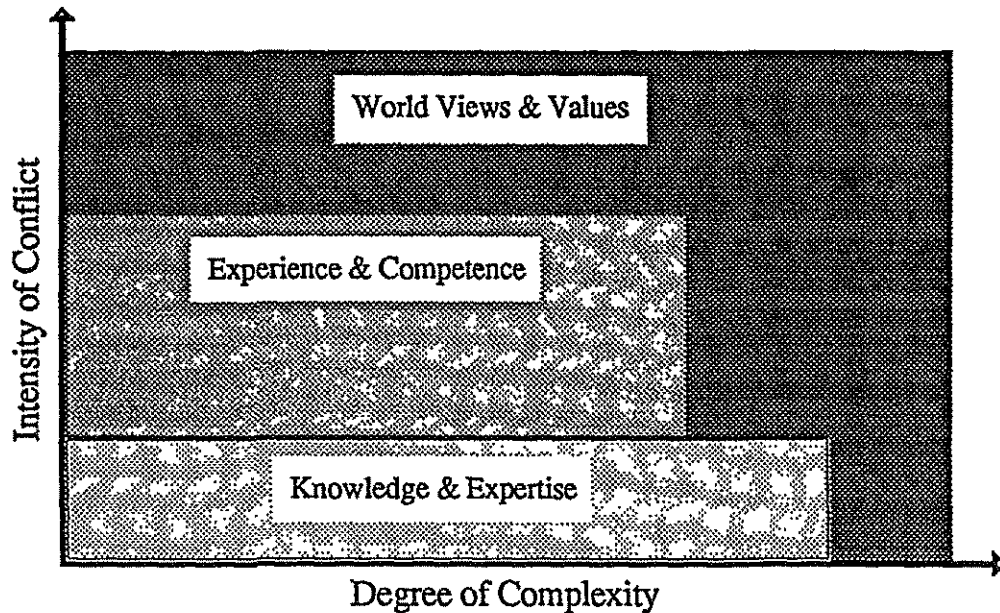 World Views & Values
Experience & Competence
Knowledge & Expertise
Intensity of Conflict
Degree of Complexity